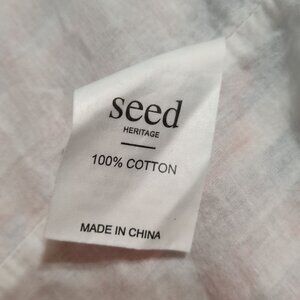 seed
HERITAGE
100% COTTON
MADE IN CHINA